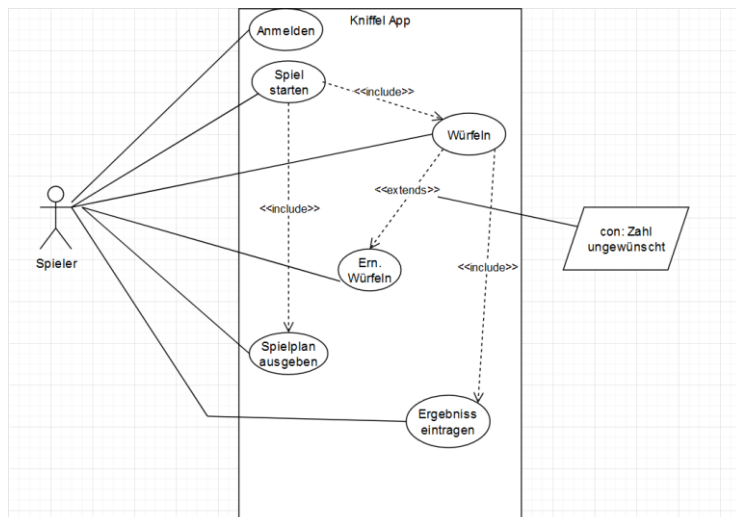 Kniffel App
Anmelden
Spiel
starten
<<include>>
Würfeln
<<extends>>
<<include>>
con: Zahl
ungewünscht
Spieler
Ern.
Würfeln
<<include>>
Spielplan
ausgeben
Ergebniss
eintragen